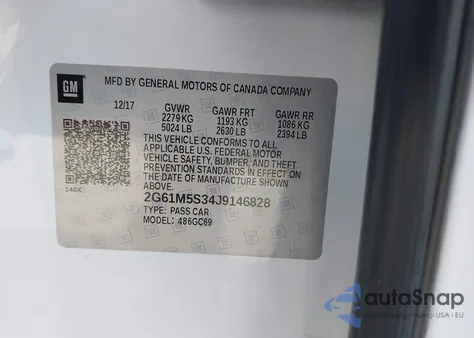 GM
MFD BY GENERAL MOTORS OF CANADA COMPANY
12/17 GVWR GAWR FRT GAWR RR
2279 KG 1193 KG 1086 KG
5024 LB 2630 LB 2394 LB
THIS VEHICLE CONFORMS TO ALL
APPLICABLE U.S. FEDERAL MOTOR
VEHICLE SAFETY, BUMPER, AND THEFT
PREVENTION STANDARDS IN EFFECT ON
THE DATE OF MANUFACTURE SHOWN
ABOVE.
140X
2G61M5S34J9146828
TYPE: PASS CAR
MODEL: 486GC69
autoSnap
USA - EU